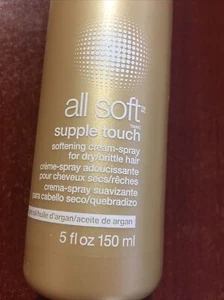 all soft
supple touch
softening cream-spray
for dry/brittle hair
crème-spray adoucissante
pour cheveux secs/rêches
crema-spray suavizante
para cabello seco/quebradizo
oil/huile d'argan/aceite de argan
5 fl oz 150 ml